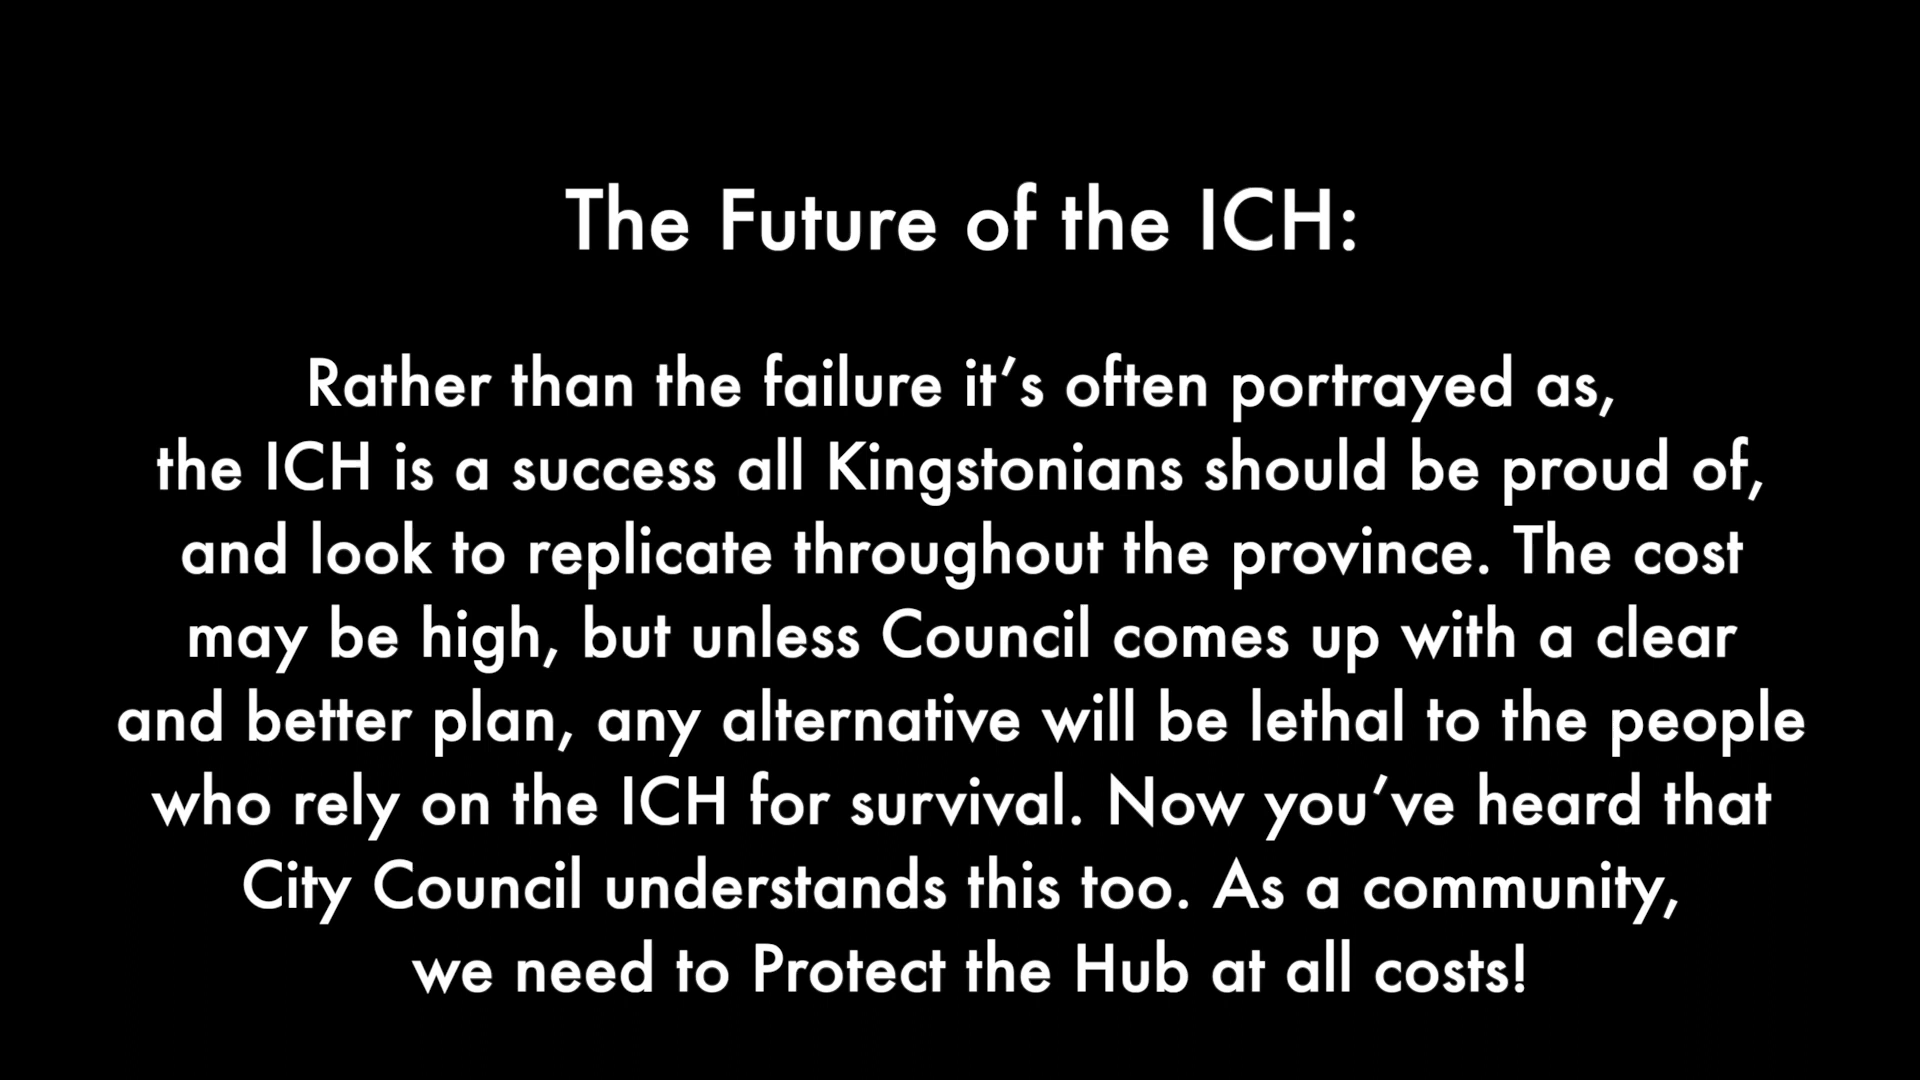 The Future of the ICH:
Rather than the failure it’s often portrayed as,
the ICH is a success all Kingstonians should be proud of,
and look to replicate throughout the province. The cost
may be high, but unless Council comes up with a clear
and better plan, any alternative will be lethal to the people
who rely on the ICH for survival. Now you’ve heard that
City Council understands this too. As a community,
we need to Protect the Hub at all costs!